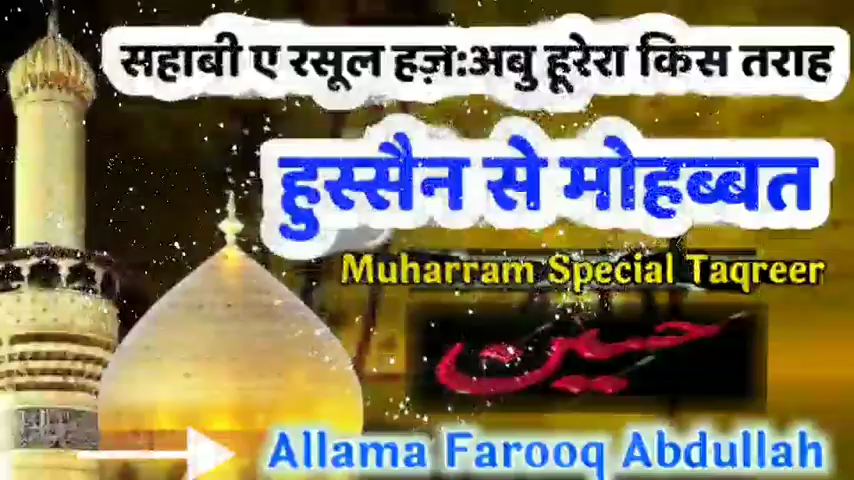 सहाबी ए रसूल हज़:अबु हूरेरा किस तराह
हुस्सैन से मोहब्बत
Muharram Special Taqreer
حسین
Allama Farooq Abdullah